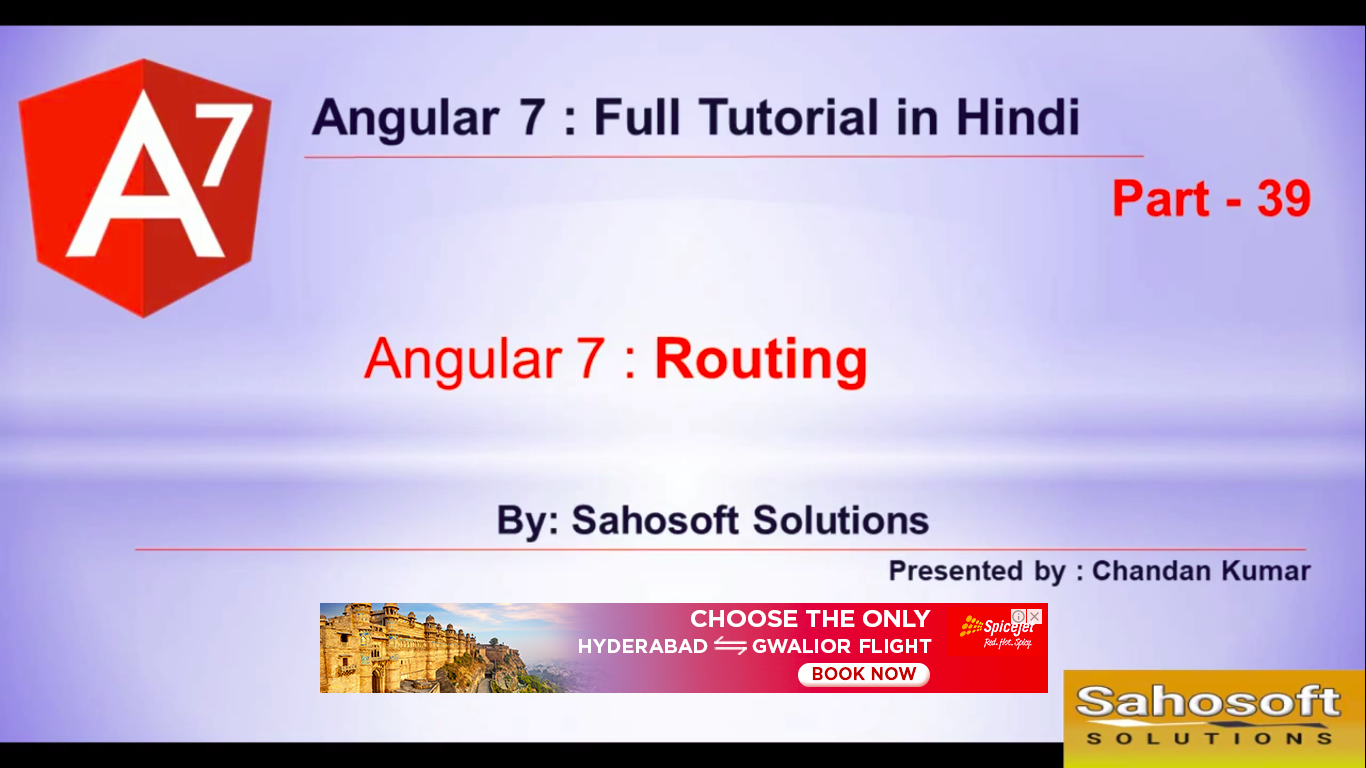 A7
Angular 7 : Full Tutorial in Hindi
Part - 39
Angular 7 : Routing
By: Sahosoft Solutions
Presented by : Chandan Kumar
CHOOSE THE ONLY
HYDERABAD ⇋ GWALIOR FLIGHT
BOOK NOW
SpiceJet
Red. Hot. Spicy.
Sahosoft
SOLUTIONS